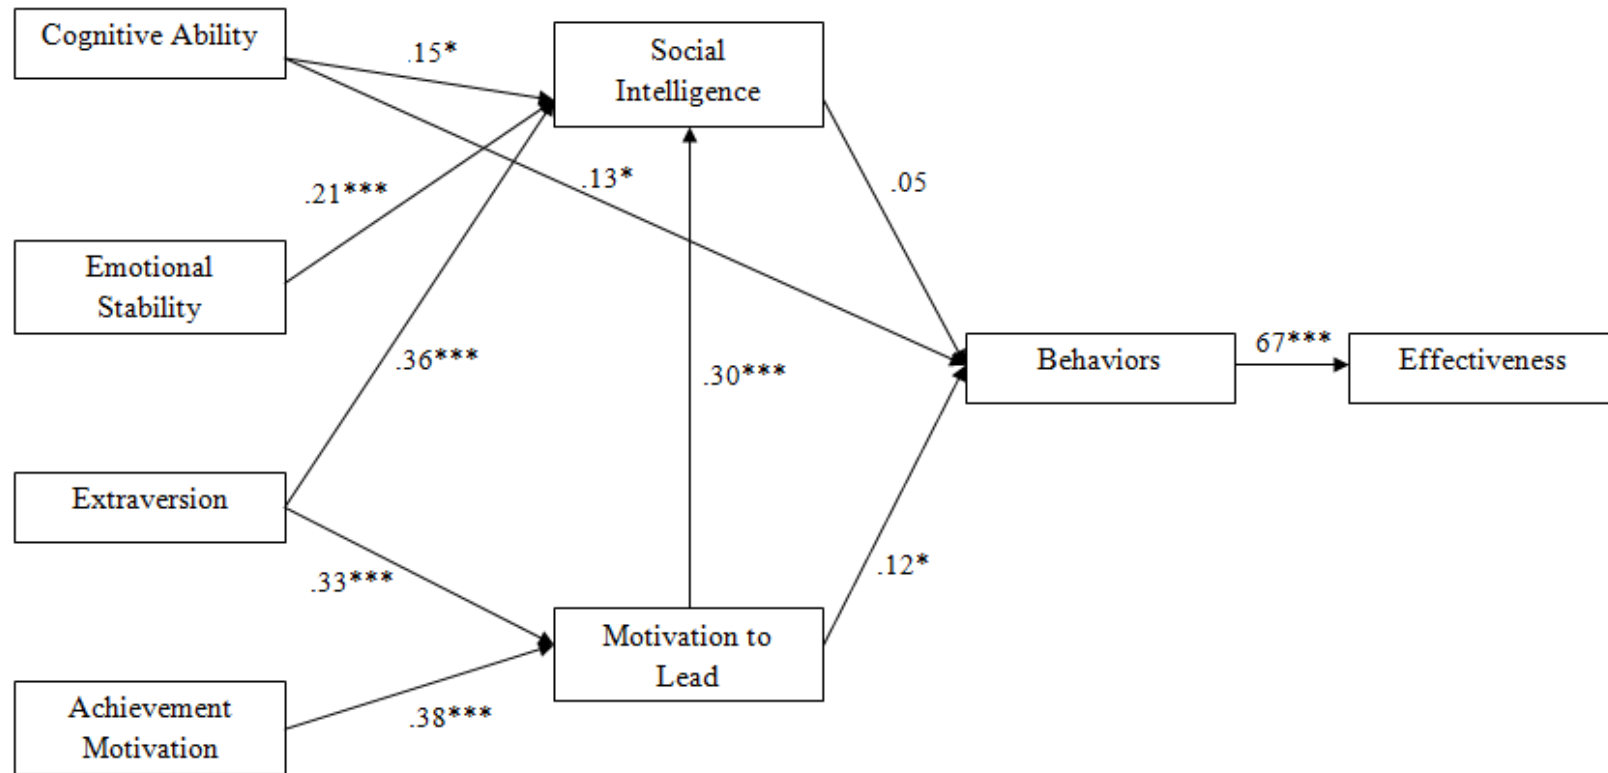 Cognitive Ability
.15*
Social
Intelligence
.21***
.13*
.05
Emotional
Stability
.36***
.30***
Behaviors
67***
Effectiveness
Extraversion
.33***
.12*
Motivation to
Lead
Achievement
Motivation
.38***